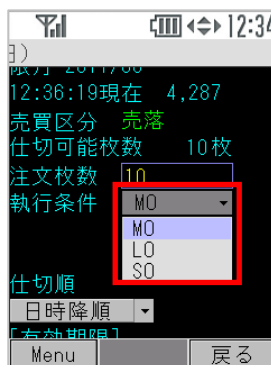 12:34
限月 2011/06
12:36:19現在 4,287
売買区分 売落
仕切可能枚数 10枚
注文枚数 10
執行条件 MO
MO
LO
SO
仕切順
日時降順
[有効期限]
Menu 戻る